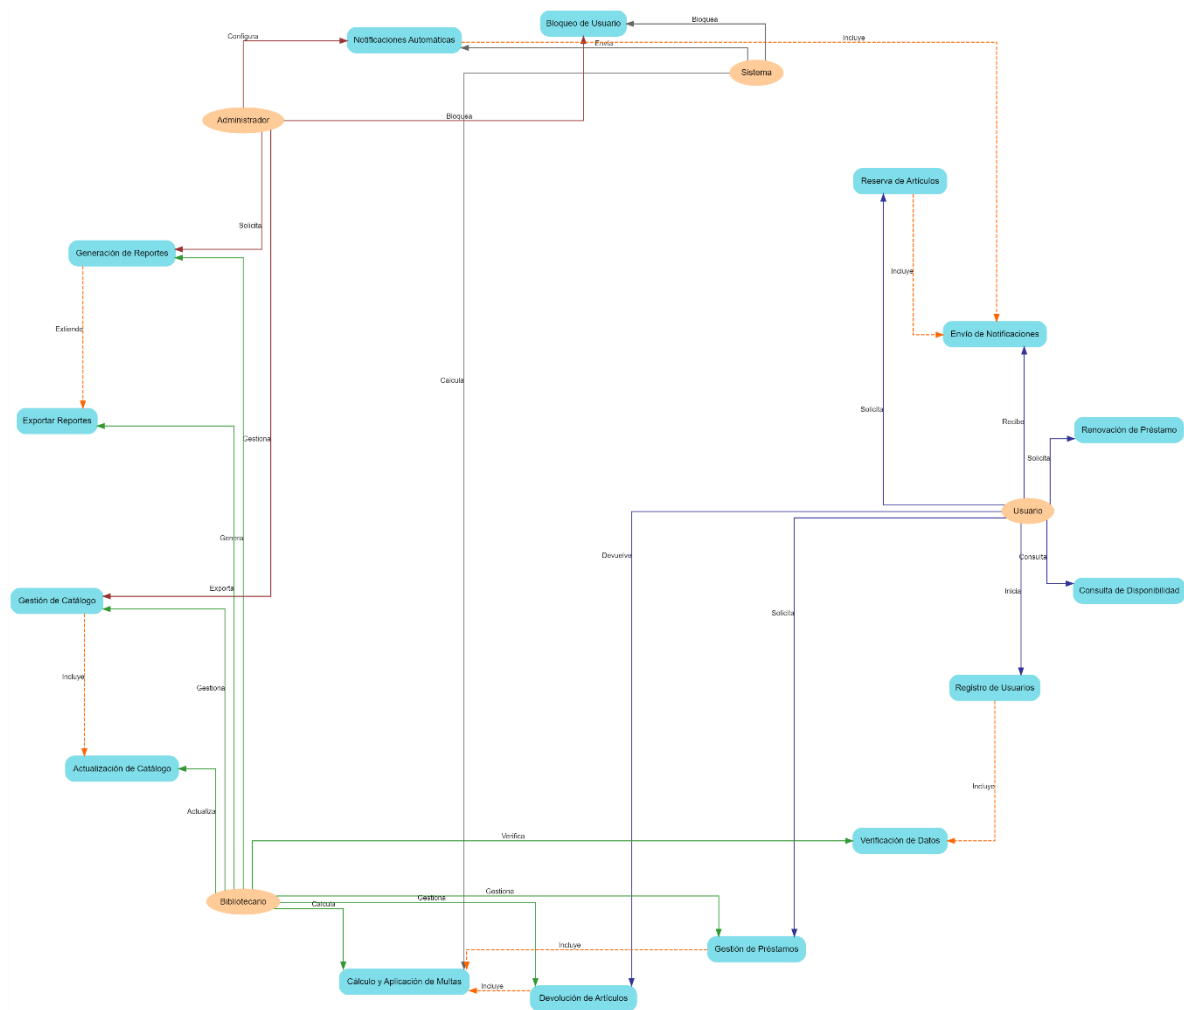 Bloqueo de Usuario
Bloquea
Configura
Notificaciones Automáticas
Incluye
Envía
Sistema
Administrador
Bloquea
Reserva de Artículos
Solicita
Generación de Reportes
Incluye
Extiende
Envío de Notificaciones
Calcula
Solicita
Exportar Reportes
Recibe
Renovación de Préstamo
Gestiona
Solicita
Usuario
Genera
Devuelve
Consulta
Exporta
Inicia
Consulta de Disponibilidad
Gestión de Catálogo
Solicita
Incluye
Gestiona
Registro de Usuarios
Actualización de Catálogo
Incluye
Actualiza
Verifica
Verificación de Datos
Gestiona
Gestiona
Bibliotecario
Calcula
Incluye
Gestión de Préstamos
Cálculo y Aplicación de Multas
Incluye
Devolución de Artículos